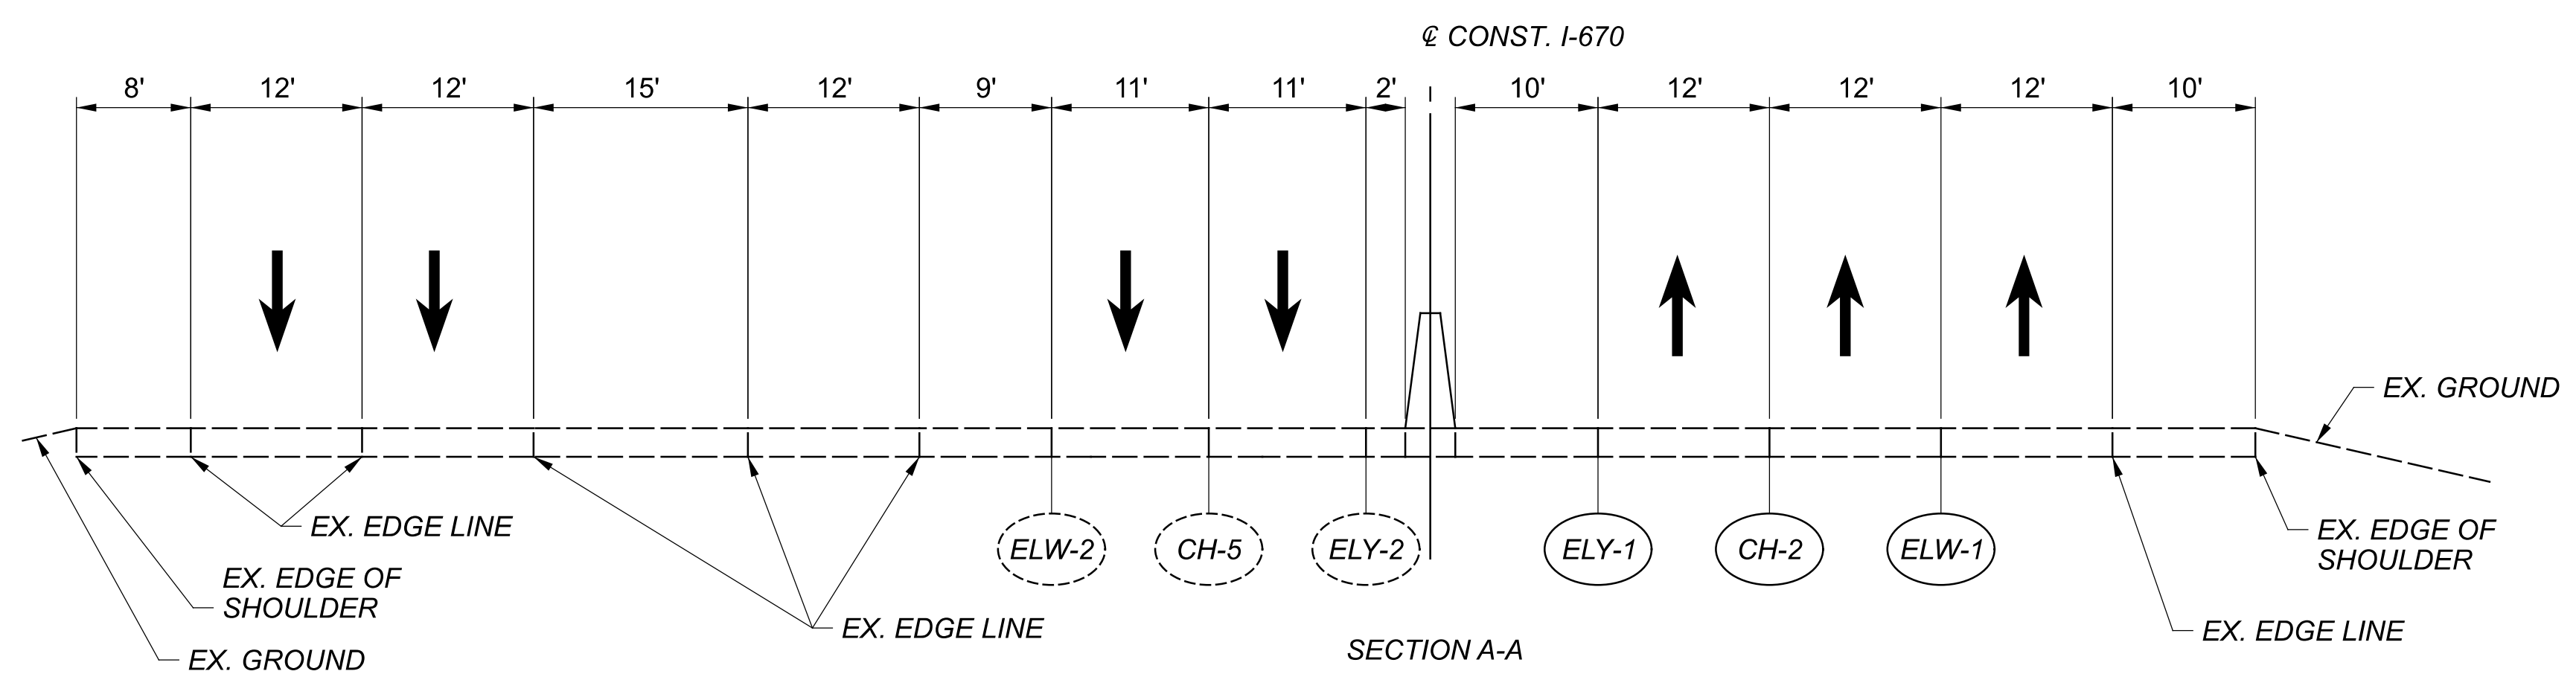 ℄ CONST. I-670
8' 12' 12' 15' 12' 9' 11' 11' 2' 10' 12' 12' 12' 10'
EX. GROUND
EX. EDGE LINE
ELW-2 CH-5 ELY-2 ELY-1 CH-2 ELW-1
EX. EDGE OF
SHOULDER
EX. EDGE OF
SHOULDER
EX. EDGE LINE
EX. EDGE LINE
SECTION A-A
EX. GROUND